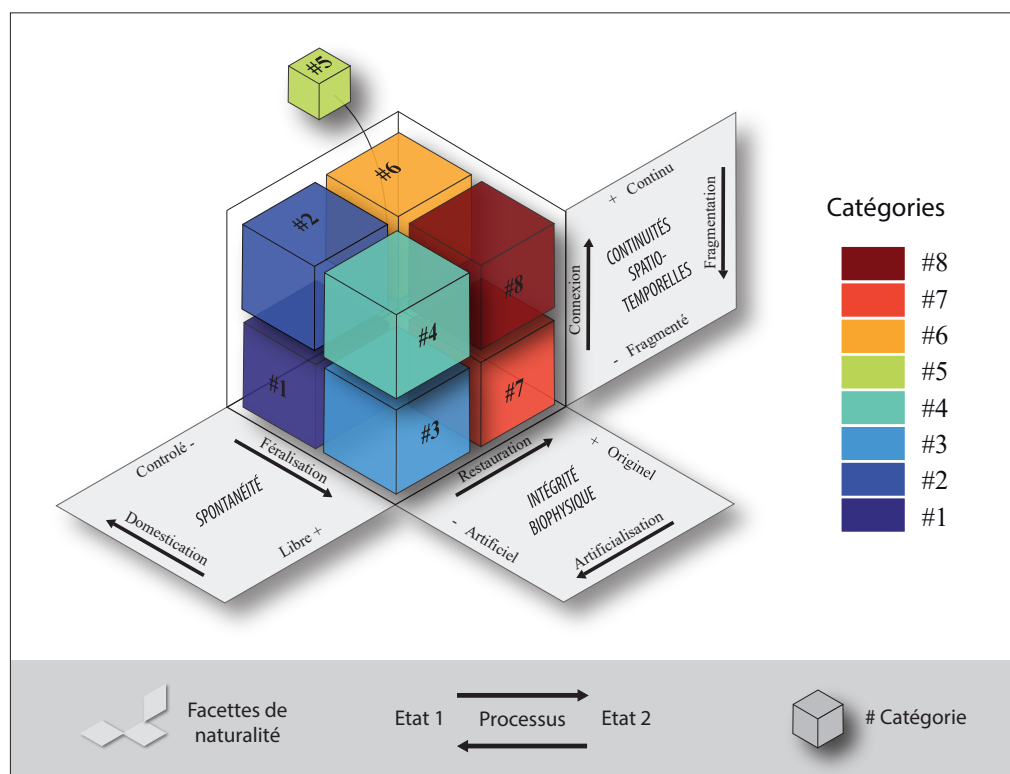 #5
#6
#2
#8
#4
#1
#7
#3
+ Continu
CONTINUITÉS
SPATIO-
TEMPORELLES
Fragmentation
Connexion
- Fragmenté
Controlé -
Féralisation
SPONTANÉITÉ
Domestication
Libre +
Restauration
+ Originel
INTÉGRITÉ
BIOPHYSIQUE
- Artificiel
Artificialisation
Catégories
#8
#7
#6
#5
#4
#3
#2
#1
Facettes de
naturalité
Etat 1 Processus Etat 2
# Catégorie